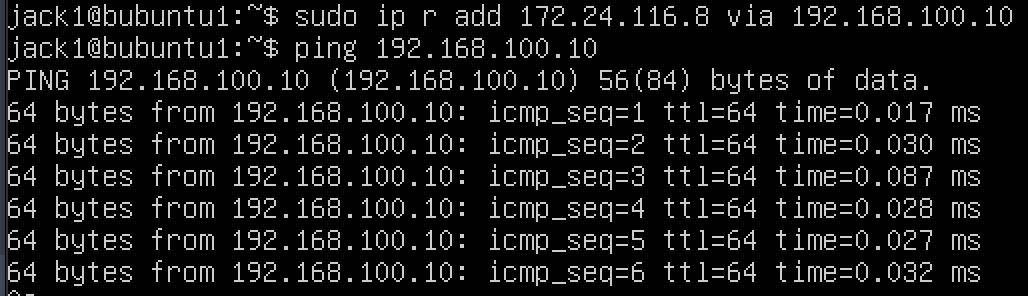 jack1@bubuntu1:~$ sudo ip r add 172.24.116.8 via 192.168.100.10
jack1@bubuntu1:~$ ping 192.168.100.10
PING 192.168.100.10 (192.168.100.10) 56(84) bytes of data.
64 bytes from 192.168.100.10: icmp_seq=1 ttl=64 time=0.017 ms
64 bytes from 192.168.100.10: icmp_seq=2 ttl=64 time=0.030 ms
64 bytes from 192.168.100.10: icmp_seq=3 ttl=64 time=0.087 ms
64 bytes from 192.168.100.10: icmp_seq=4 ttl=64 time=0.028 ms
64 bytes from 192.168.100.10: icmp_seq=5 ttl=64 time=0.027 ms
64 bytes from 192.168.100.10: icmp_seq=6 ttl=64 time=0.032 ms